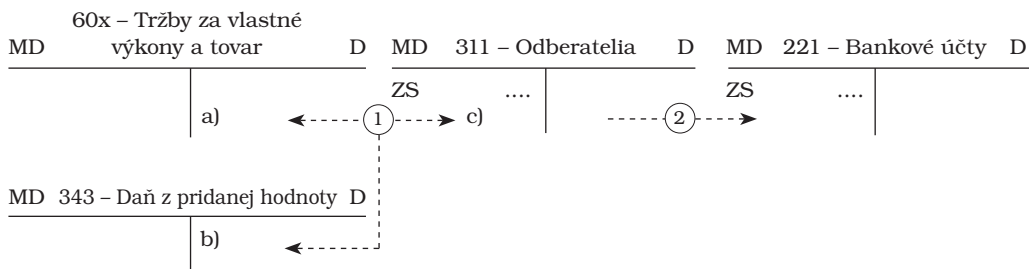 60x – Tržby za vlastné
MD výkony a tovar D MD 311 – Odberatelia D MD 221 – Bankové účty D
ZS .... ZS ....
a) 1 c) 2
MD 343 – Daň z pridanej hodnoty D
b)